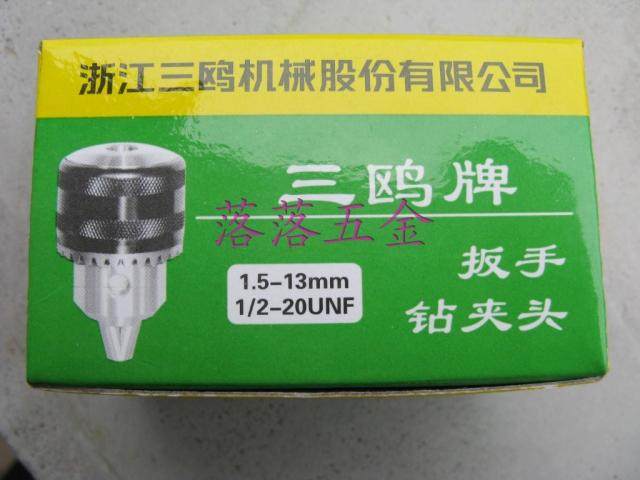 浙江三鸥机械股份有限公司
三鸥牌
落落五金
1.5-13mm
1/2-20UNF
扳手
钻夹头